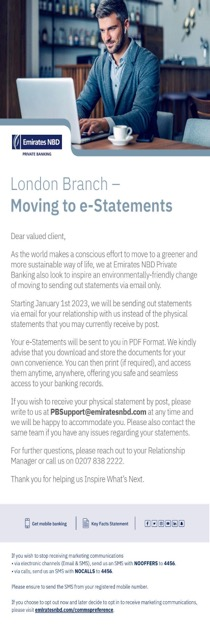 Emirates NBD
PRIVATE BANKING
London Branch –
Moving to e-Statements
Dear valued client,
As the world makes a conscious effort to move to a greener and
more sustainable way of life, we at Emirates NBD Private
Banking also look to inspire an environmentally-friendly change
of moving to sending out statements via email only.
Starting January 1st 2023, we will be sending out statements
via email for your relationship with us instead of the physical
statements that you may currently receive by post.
Your e-Statements will be sent to you in PDF Format. We kindly
advise that you download and store the documents for your
own convenience. You can then print (if required), and access
them anytime, anywhere, offering you safe and seamless
access to your banking records.
If you wish to receive your physical statement by post, please
write to us at PBSupport@emiratesnbd.com at any time and
we will be happy to accommodate you. Please also contact the
same team if you have any issues regarding your statements.
For further questions, please reach out to your Relationship
Manager or call us on 0207 838 2222.
Thank you for helping us Inspire What's Next.
Get mobile banking
Key Facts Statement
If you wish to stop receiving marketing communications
• via electronic channels (Email & SMS), send us an SMS with NOOFFERS to 4456.
• via calls, send us an SMS with NOCALLS to 4456.
Please ensure to send the SMS from your registered mobile number.
If you choose to opt out now and later decide to opt in to receive marketing communications,
please visit emiratesnbd.com/commspreference.